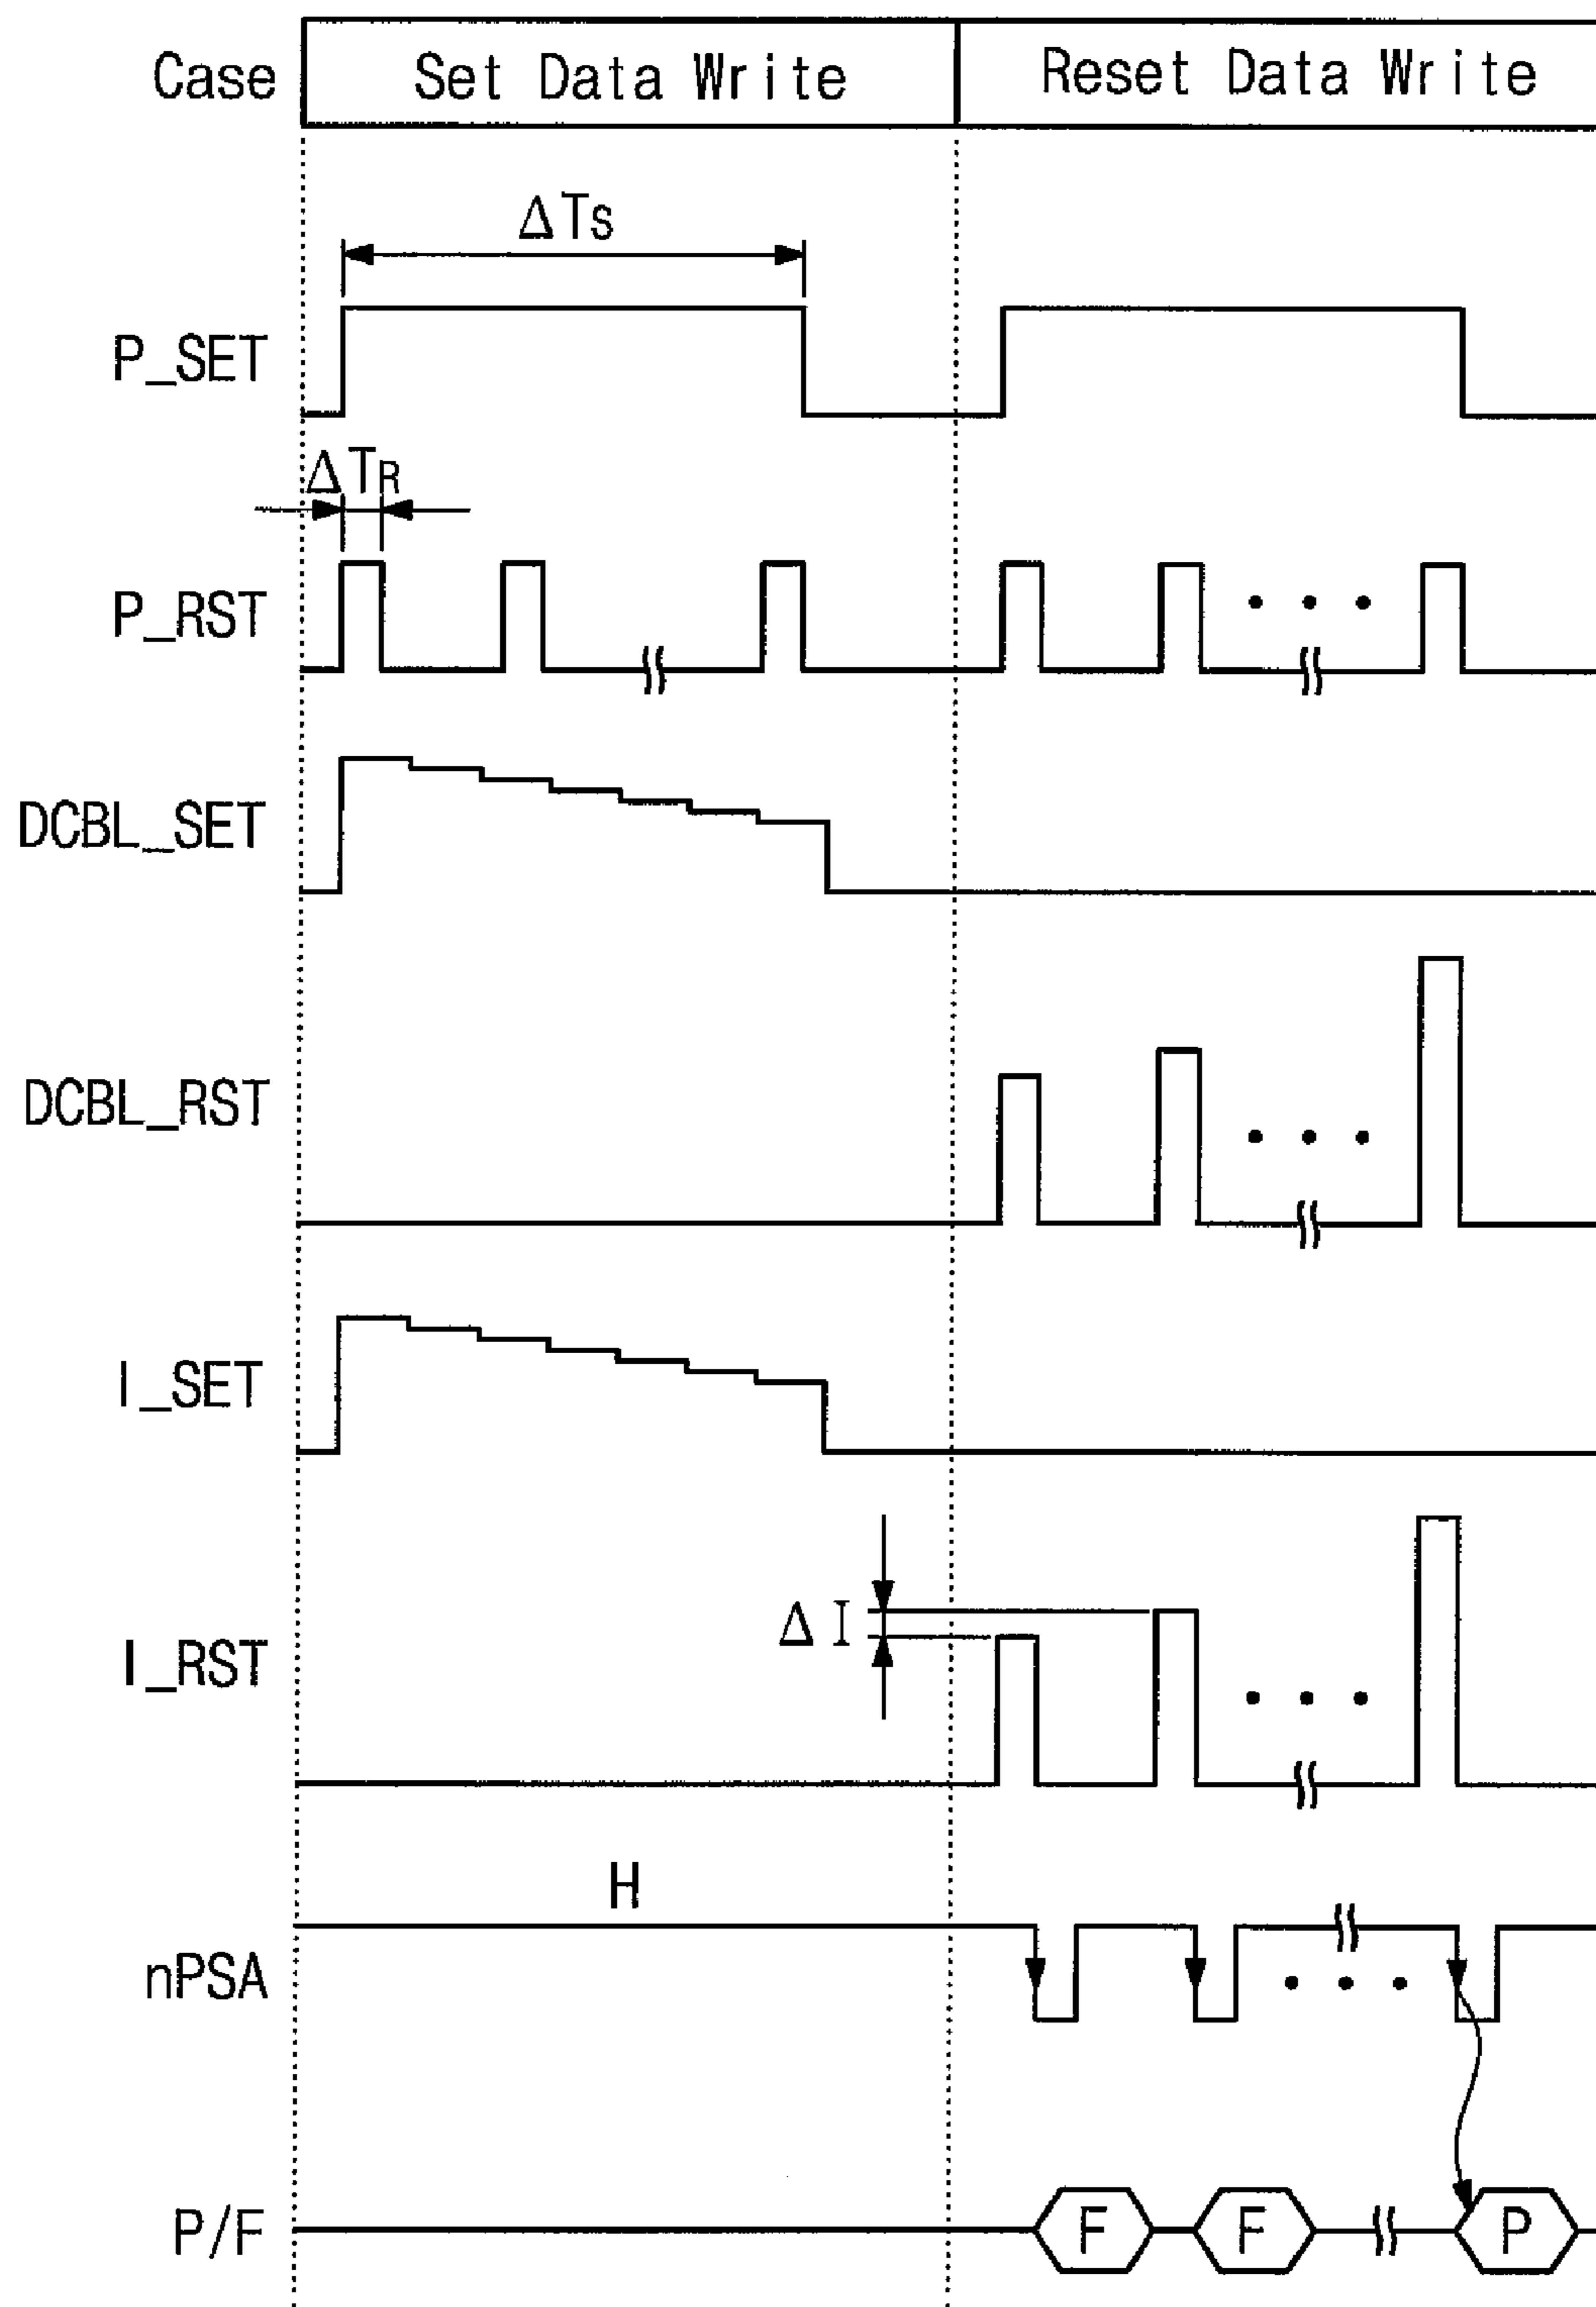 Case Set Data Write Reset Data Write
ΔTs
P_SET
ΔTR
P_RST
DCBL_SET
DCBL_RST
I_SET
ΔI
I_RST
H
nPSA
P/F F F P